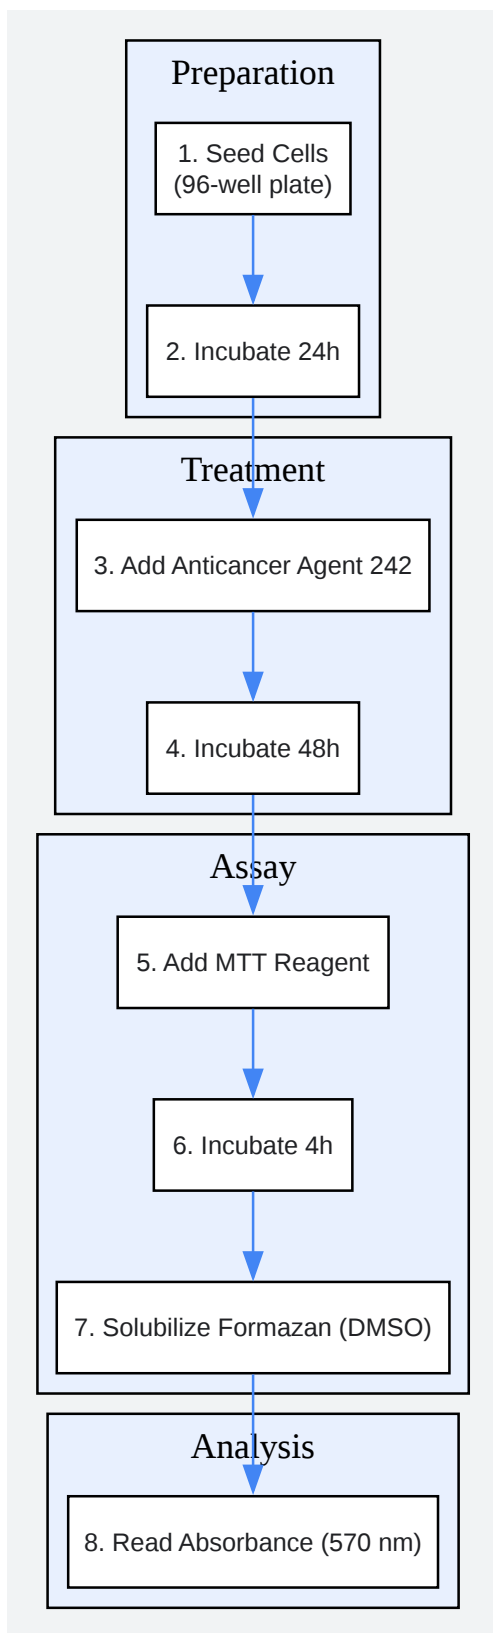 Preparation
1. Seed Cells
(96-well plate)
2. Incubate 24h
Treatment
3. Add Anticancer Agent 242
4. Incubate 48h
Assay
5. Add MTT Reagent
6. Incubate 4h
7. Solubilize Formazan (DMSO)
Analysis
8. Read Absorbance (570 nm)